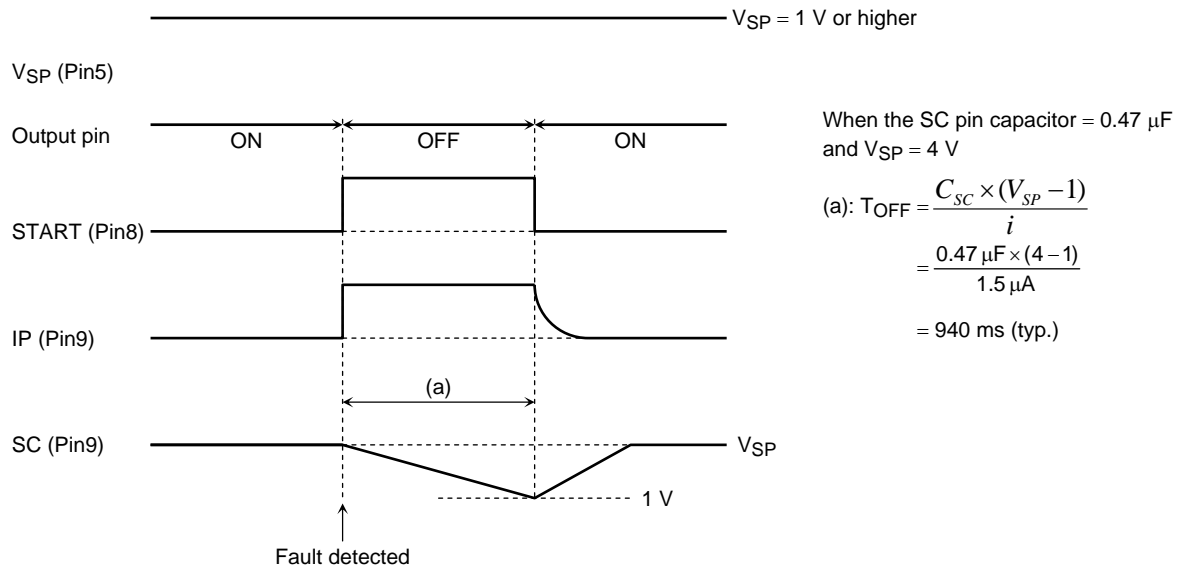 VSP = 1 V or higher
VSP (Pin5)
Output pin
ON
OFF
ON
START (Pin8)
IP (Pin9)
(a)
SC (Pin9)
VSP
1 V
Fault detected
When the SC pin capacitor = 0.47 μF
and VSP = 4 V
(a): TOFF = CSC × (VSP − 1) / i
= 0.47 μF × (4 − 1) / 1.5 μA
= 940 ms (typ.)